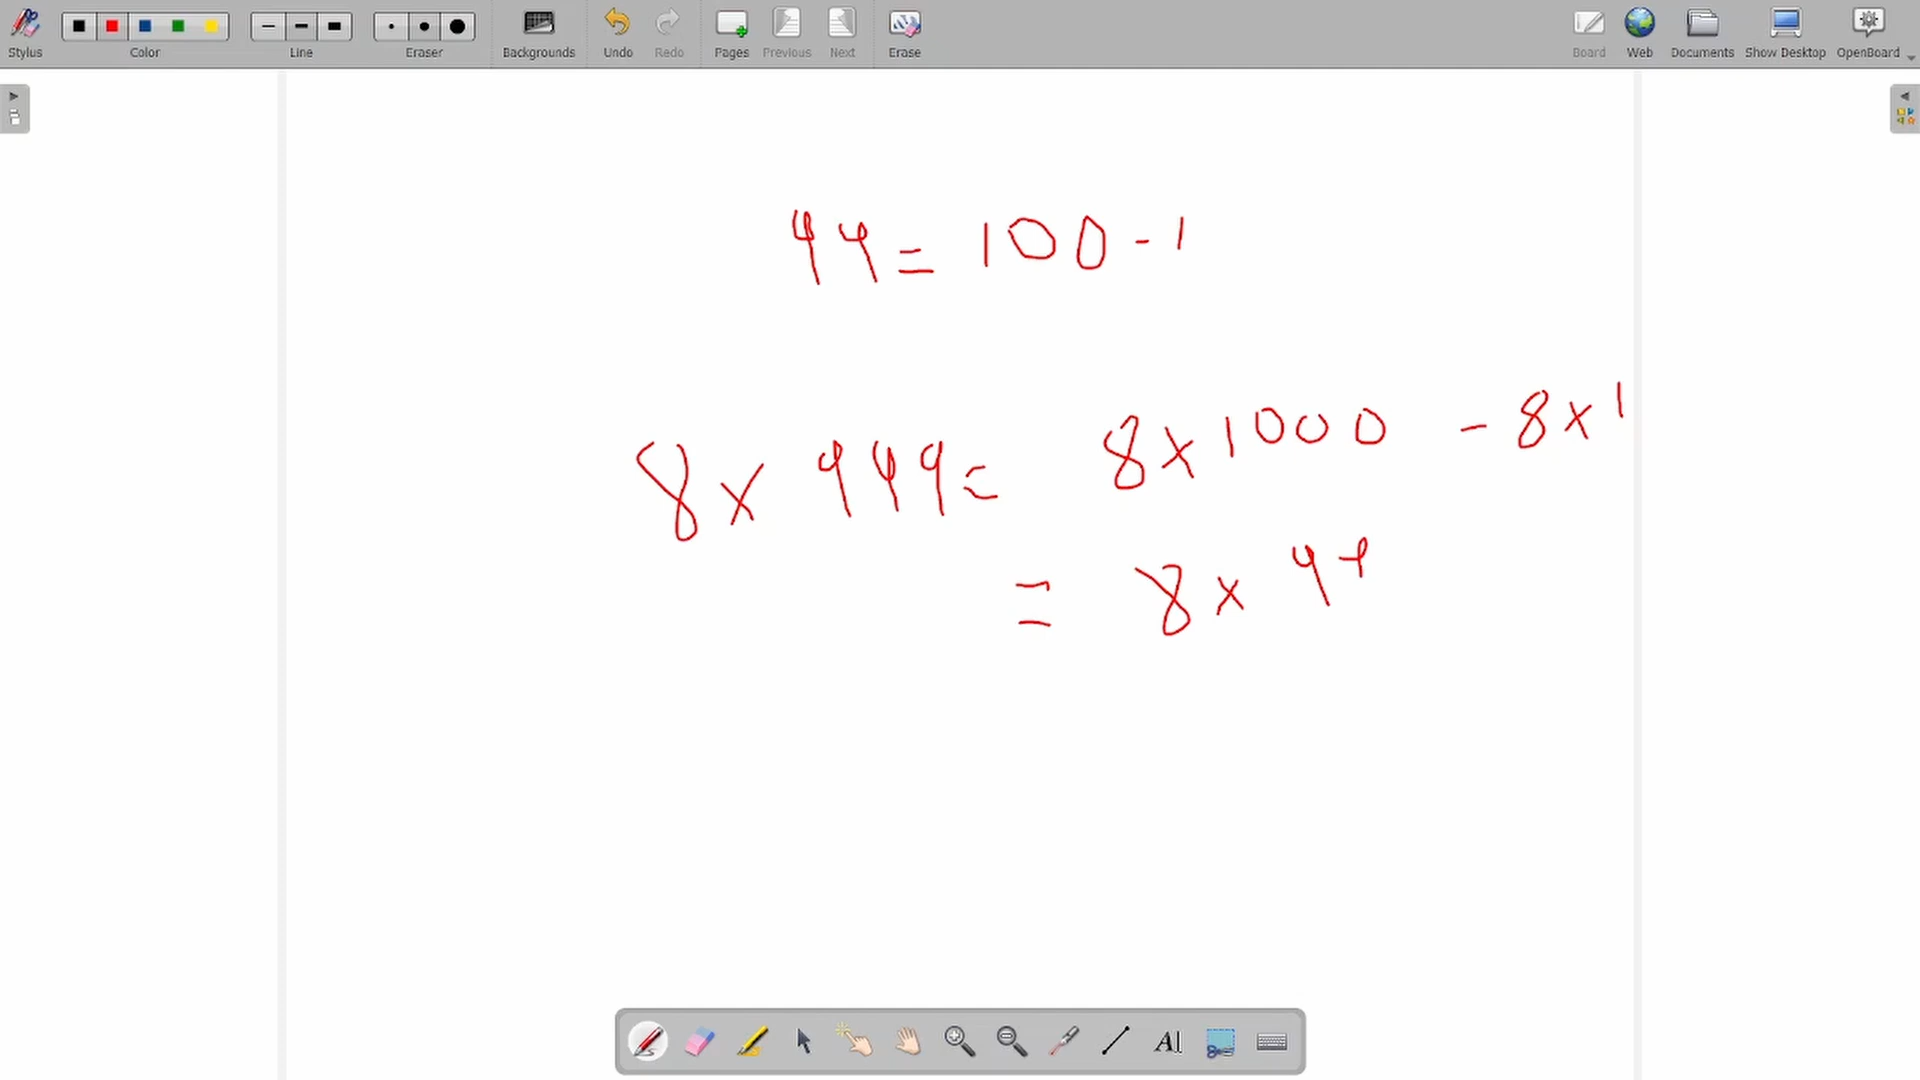 Stylus Color Line Eraser Backgrounds Undo Redo Pages Previous Next Erase Board Web Documents Show Desktop OpenBoard
99 = 100 - 1
8 x 999 = 8 x 1000 - 8 x 1
= 8 x 99
AI